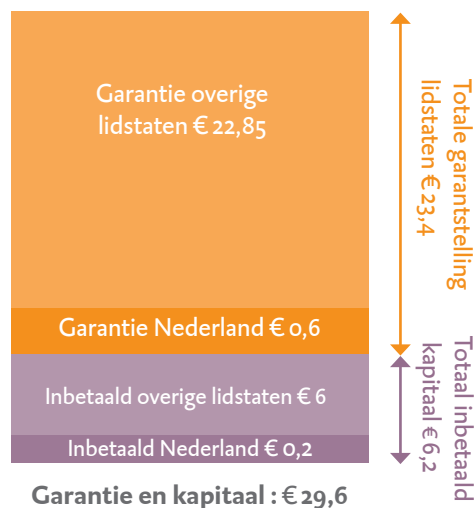 Garantie overige
lidstaten € 22,85
Garantie Nederland € 0,6
Inbetaald overige lidstaten € 6
Inbetaald Nederland € 0,2
Totale garantstelling
lidstaten € 23,4
Totaal inbetaald
kapitaal € 6,2
Garantie en kapitaal : € 29,6